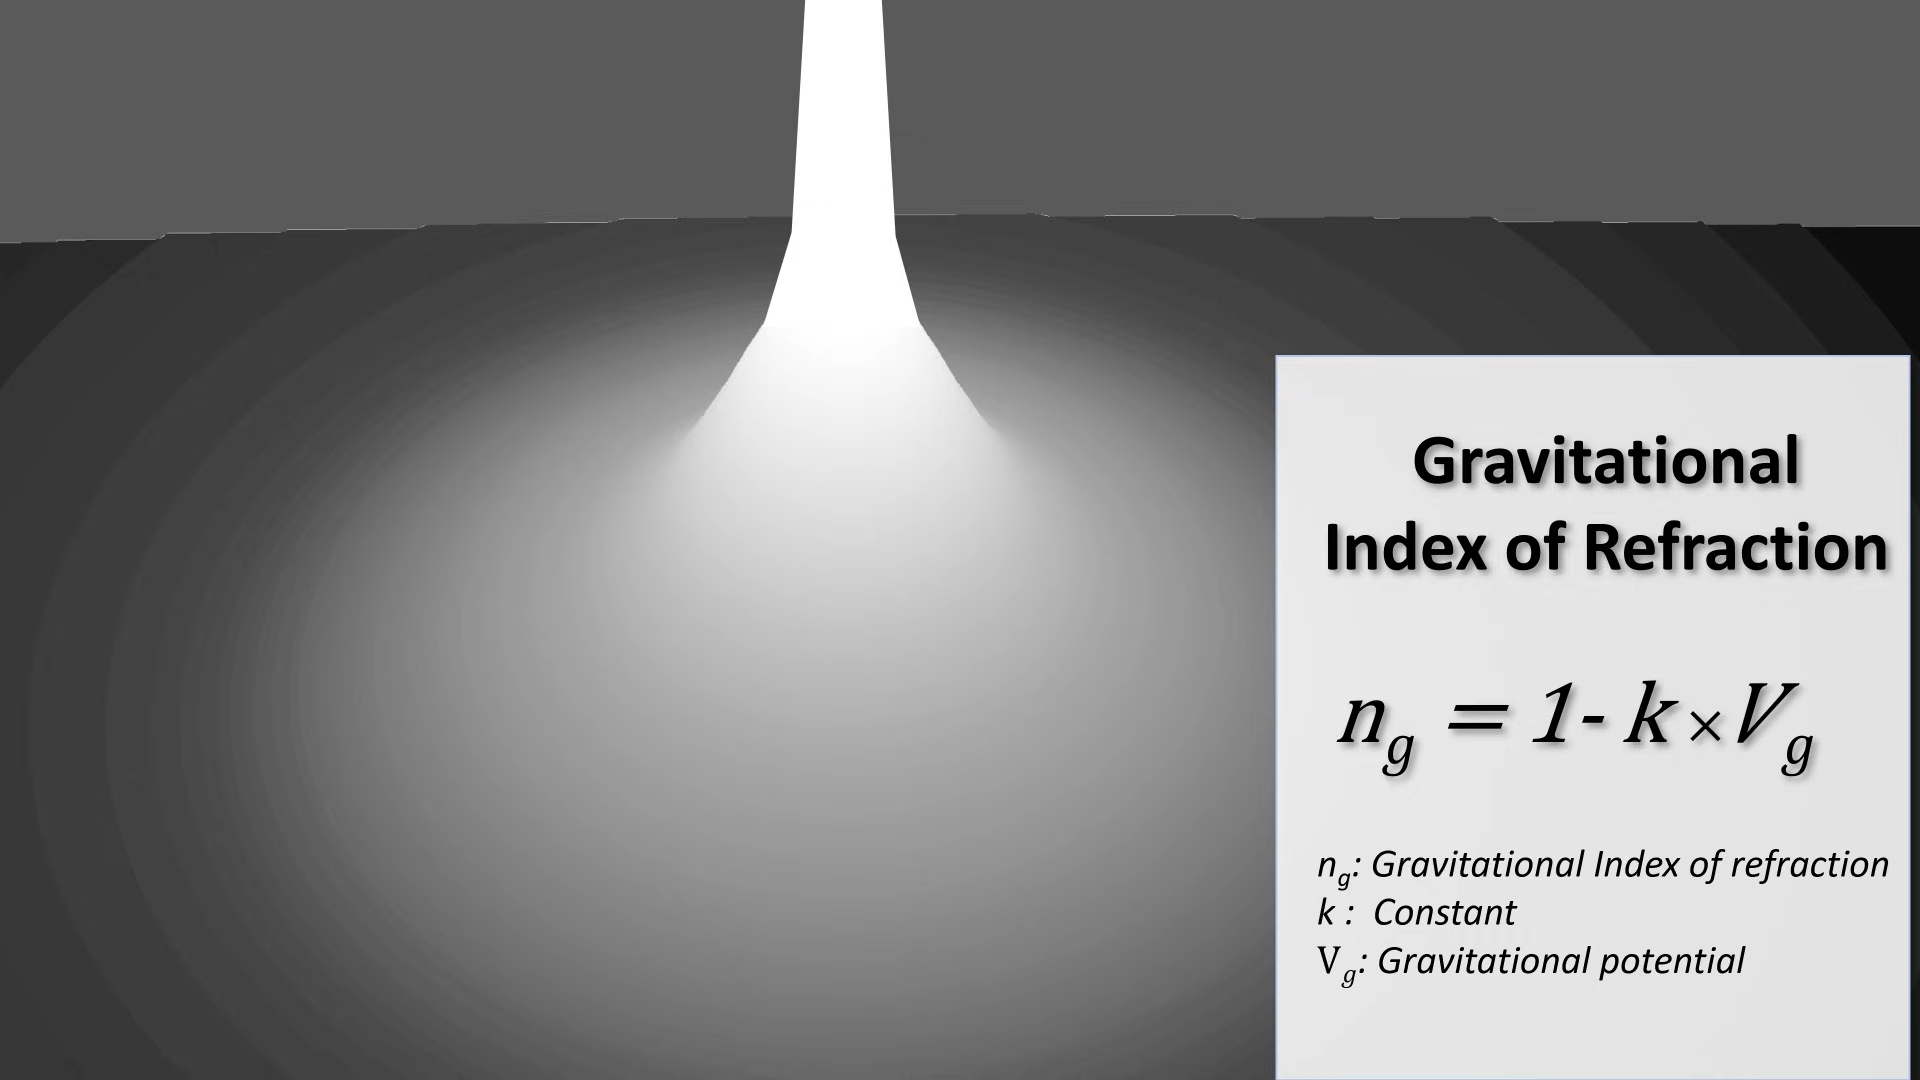 Gravitational
Index of Refraction
n_g = 1- k × V_g
n_g: Gravitational Index of refraction
k : Constant
V_g: Gravitational potential